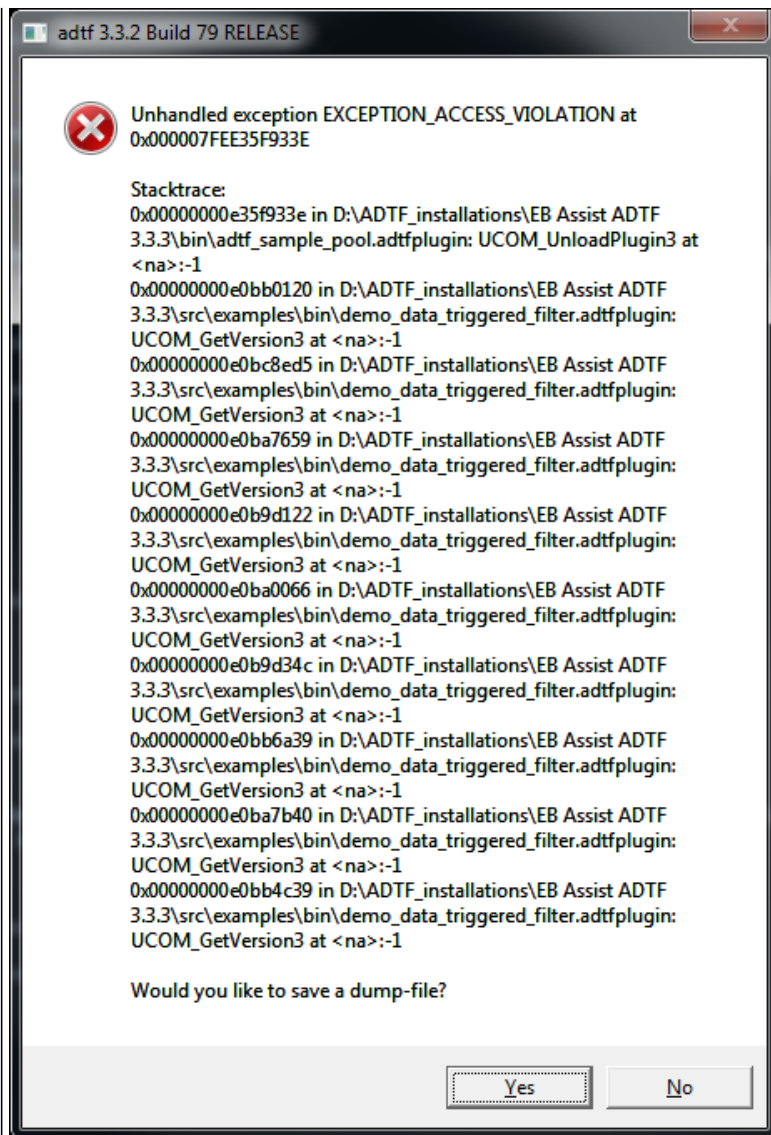 adtf 3.3.2 Build 79 RELEASE
Unhandled exception EXCEPTION_ACCESS_VIOLATION at
0x000007FEE35F933E
Stacktrace:
0x00000000e35f933e in D:\ADTF_installations\EB Assist ADTF
3.3.3\bin\adtf_sample_pool.adtfplugin: UCOM_UnloadPlugin3 at
<na>:-1
0x00000000e0bb0120 in D:\ADTF_installations\EB Assist ADTF
3.3.3\src\examples\bin\demo_data_triggered_filter.adtfplugin:
UCOM_GetVersion3 at <na>:-1
0x00000000e0bc8ed5 in D:\ADTF_installations\EB Assist ADTF
3.3.3\src\examples\bin\demo_data_triggered_filter.adtfplugin:
UCOM_GetVersion3 at <na>:-1
0x00000000e0ba7659 in D:\ADTF_installations\EB Assist ADTF
3.3.3\src\examples\bin\demo_data_triggered_filter.adtfplugin:
UCOM_GetVersion3 at <na>:-1
0x00000000e0b9d122 in D:\ADTF_installations\EB Assist ADTF
3.3.3\src\examples\bin\demo_data_triggered_filter.adtfplugin:
UCOM_GetVersion3 at <na>:-1
0x00000000e0ba0066 in D:\ADTF_installations\EB Assist ADTF
3.3.3\src\examples\bin\demo_data_triggered_filter.adtfplugin:
UCOM_GetVersion3 at <na>:-1
0x00000000e0b9d34c in D:\ADTF_installations\EB Assist ADTF
3.3.3\src\examples\bin\demo_data_triggered_filter.adtfplugin:
UCOM_GetVersion3 at <na>:-1
0x00000000e0bb6a39 in D:\ADTF_installations\EB Assist ADTF
3.3.3\src\examples\bin\demo_data_triggered_filter.adtfplugin:
UCOM_GetVersion3 at <na>:-1
0x00000000e0ba7b40 in D:\ADTF_installations\EB Assist ADTF
3.3.3\src\examples\bin\demo_data_triggered_filter.adtfplugin:
UCOM_GetVersion3 at <na>:-1
0x00000000e0bb4c39 in D:\ADTF_installations\EB Assist ADTF
3.3.3\src\examples\bin\demo_data_triggered_filter.adtfplugin:
UCOM_GetVersion3 at <na>:-1
Would you like to save a dump-file?
Yes
No